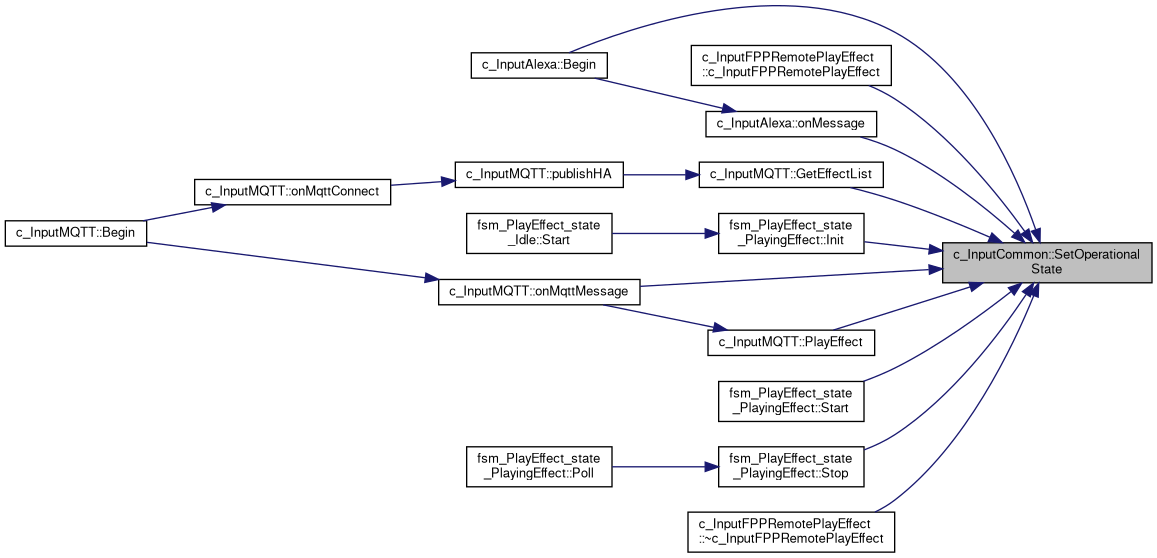 c_InputAlexa::Begin
c_InputFPPRemotePlayEffect
::c_InputFPPRemotePlayEffect
c_InputAlexa::onMessage
c_InputMQTT::publishHA
c_InputMQTT::GetEffectList
c_InputMQTT::onMqttConnect
c_InputMQTT::Begin
fsm_PlayEffect_state
_Idle::Start
fsm_PlayEffect_state
_PlayingEffect::Init
c_InputCommon::SetOperational
State
c_InputMQTT::onMqttMessage
c_InputMQTT::PlayEffect
fsm_PlayEffect_state
_PlayingEffect::Start
fsm_PlayEffect_state
_PlayingEffect::Poll
fsm_PlayEffect_state
_PlayingEffect::Stop
c_InputFPPRemotePlayEffect
::~c_InputFPPRemotePlayEffect